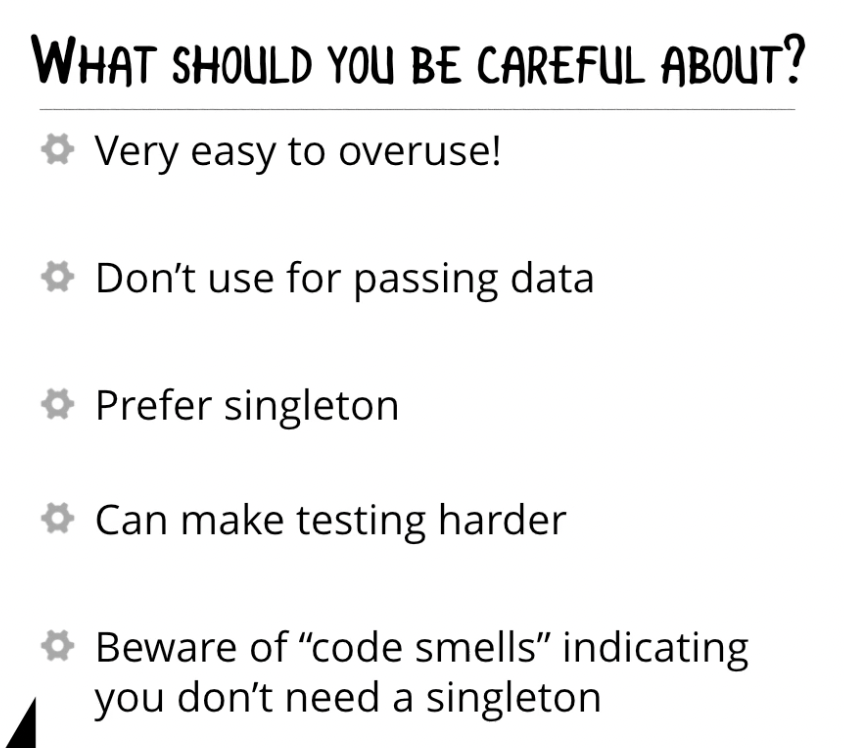 WHAT SHOULD YOU BE CAREFUL ABOUT?
Very easy to overuse!
Don’t use for passing data
Prefer singleton
Can make testing harder
Beware of “code smells” indicating
you don’t need a singleton